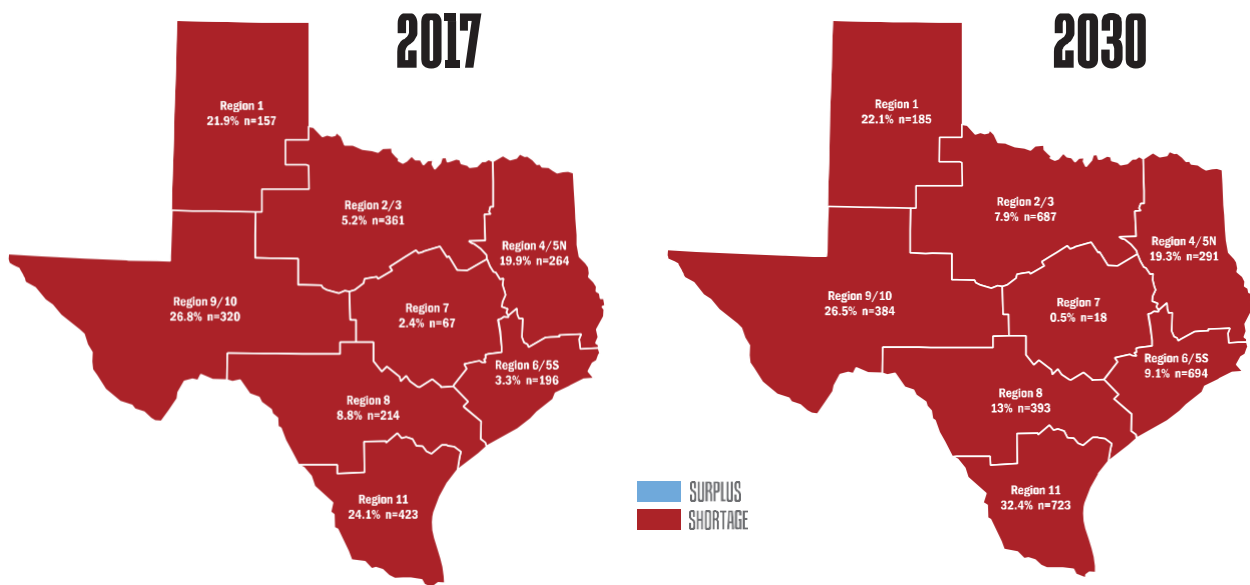 2017
Region 1
21.9% n=157
Region 2/3
5.2% n=361
Region 4/5N
19.9% n=264
Region 9/10
26.8% n=320
Region 7
2.4% n=67
Region 6/5S
3.3% n=196
Region 8
8.8% n=214
Region 11
24.1% n=423
2030
Region 1
22.1% n=185
Region 2/3
7.9% n=687
Region 4/5N
19.3% n=291
Region 9/10
26.5% n=384
Region 7
0.5% n=18
Region 6/5S
9.1% n=694
Region 8
13% n=393
Region 11
32.4% n=723
SURPLUS
SHORTAGE